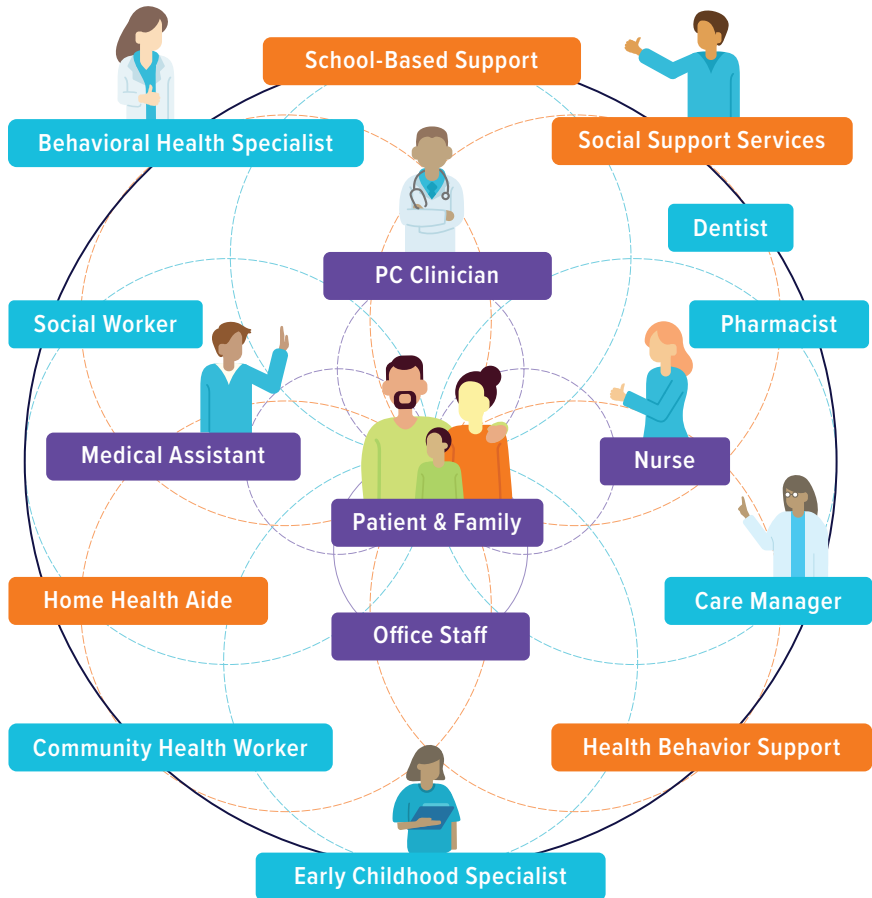 School-Based Support
Behavioral Health Specialist
Social Support Services
Dentist
PC Clinician
Social Worker
Pharmacist
Medical Assistant
Nurse
Patient & Family
Home Health Aide
Care Manager
Office Staff
Community Health Worker
Health Behavior Support
Early Childhood Specialist